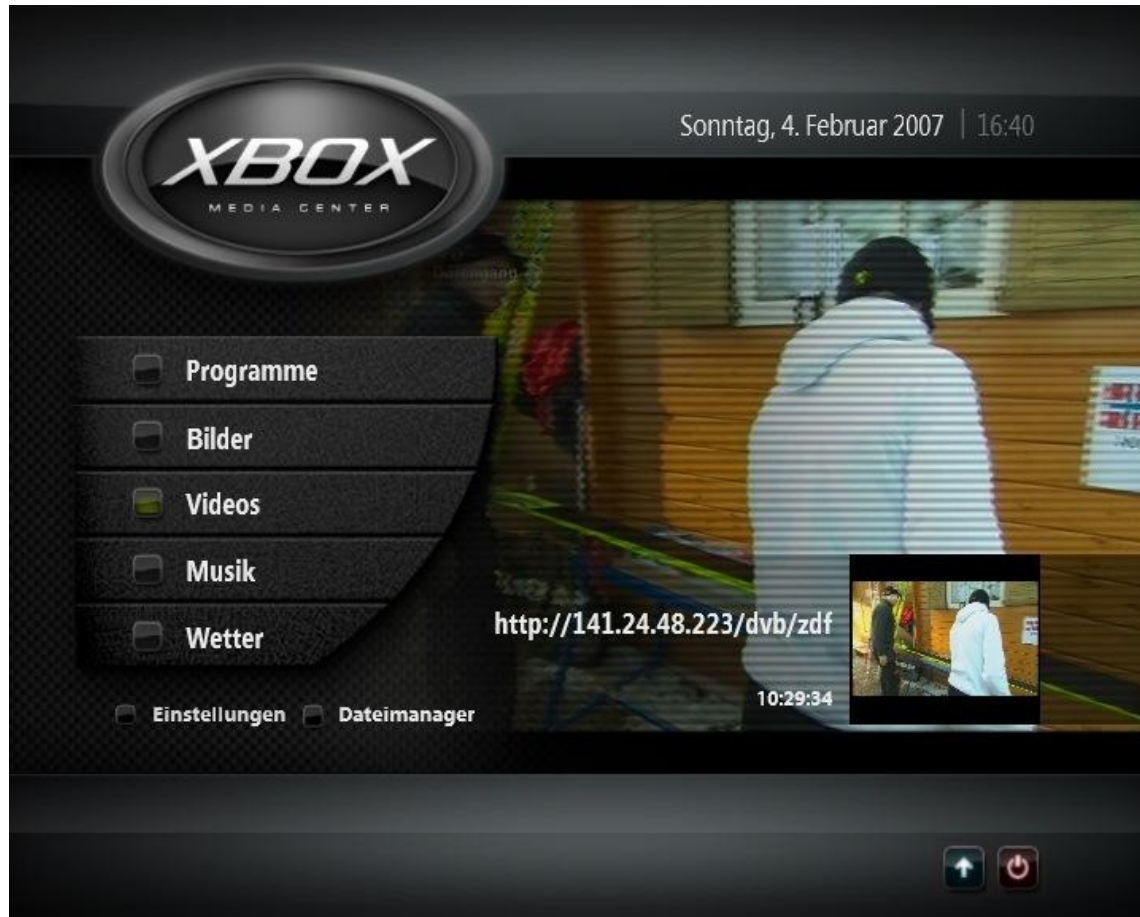 XBOX
MEDIA CENTER
Sonntag, 4. Februar 2007 | 16:40
Programme
Bilder
Videos
Musik
Wetter
http://141.24.48.223/dvb/zdf
10:29:34
Einstellungen
Dateimanager